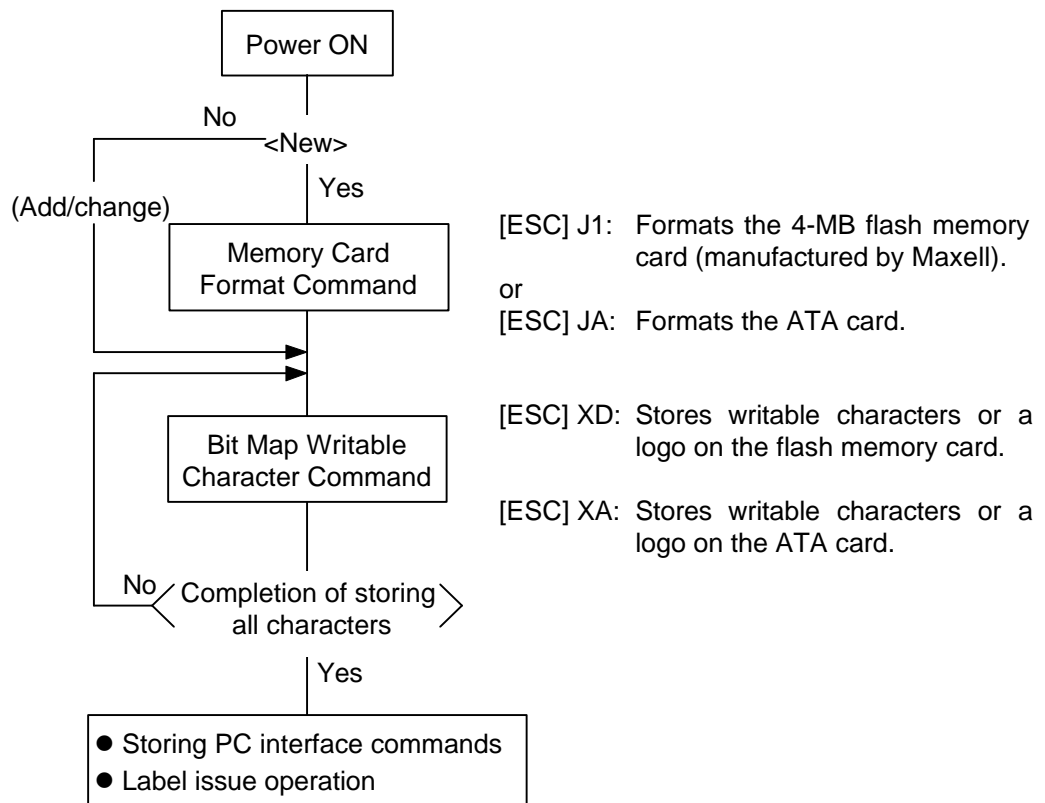 Power ON
No
<New>
Yes
(Add/change)
Memory Card
Format Command
[ESC] J1: Formats the 4-MB flash memory
card (manufactured by Maxell).
or
[ESC] JA: Formats the ATA card.
Bit Map Writable
Character Command
[ESC] XD: Stores writable characters or a
logo on the flash memory card.
[ESC] XA: Stores writable characters or a
logo on the ATA card.
No
Completion of storing
all characters
Yes
● Storing PC interface commands
● Label issue operation